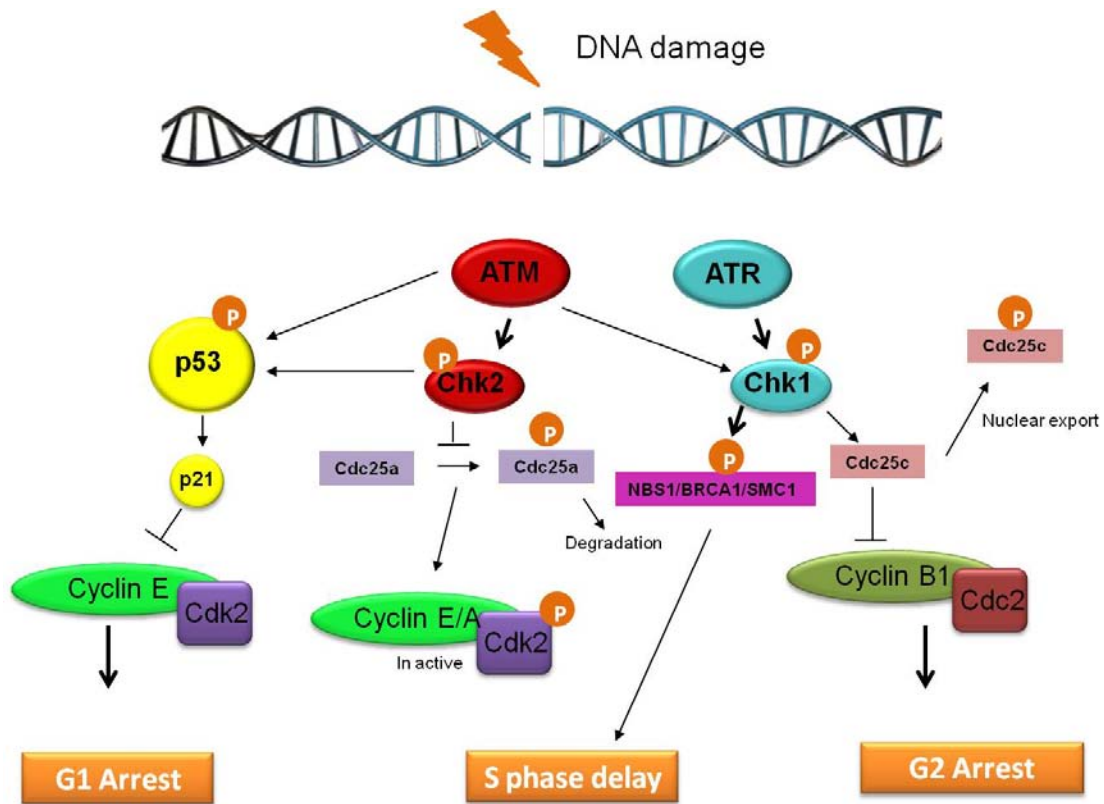 DNA damage
ATM
ATR
P
p53
P
Chk2
P
Chk1
P
Cdc25c
Nuclear export
p21
Cdc25a
P
Cdc25a
Degradation
P
NBS1/BRCA1/SMC1
Cdc25c
Cyclin E
Cdk2
Cyclin E/A
P
Cdk2
In active
Cyclin B1
Cdc2
G1 Arrest
S phase delay
G2 Arrest